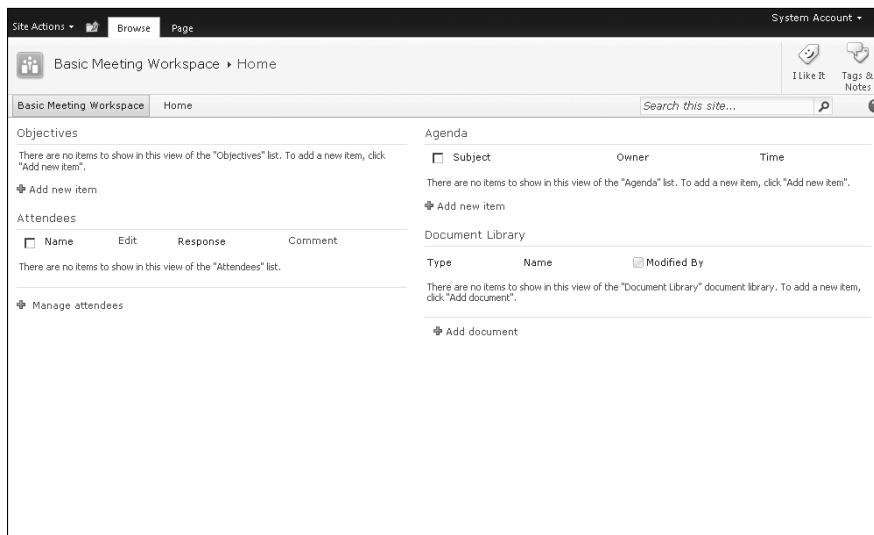 System Account
Site Actions Browse Page
Basic Meeting Workspace Home
I Like It Tags & Notes
Basic Meeting Workspace Home Search this site...
Objectives
There are no items to show in this view of the "Objectives" list. To add a new item, click
"Add new item".
Add new item
Attendees
Name Edit Response Comment
There are no items to show in this view of the "Attendees" list.
Manage attendees
Agenda
Subject Owner Time
There are no items to show in this view of the "Agenda" list. To add a new item, click "Add new item".
Add new item
Document Library
Type Name Modified By
There are no items to show in this view of the "Document Library" document library. To add a new item,
click "Add document".
Add document